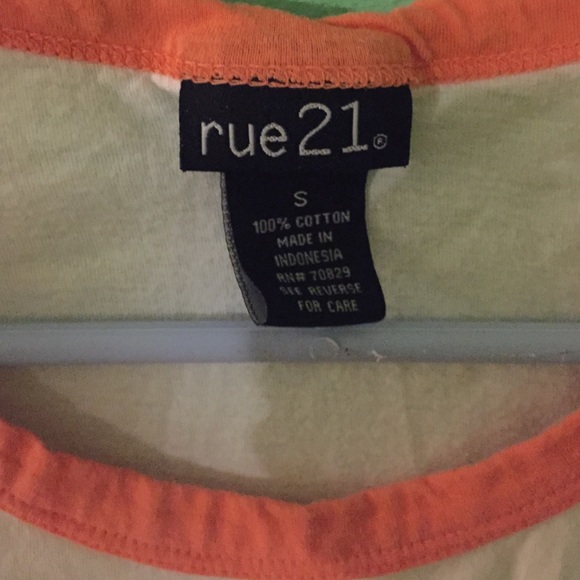 rue21®
S
100% COTTON
MADE IN
INDONESIA
RN# 70829
SEE REVERSE
FOR CARE